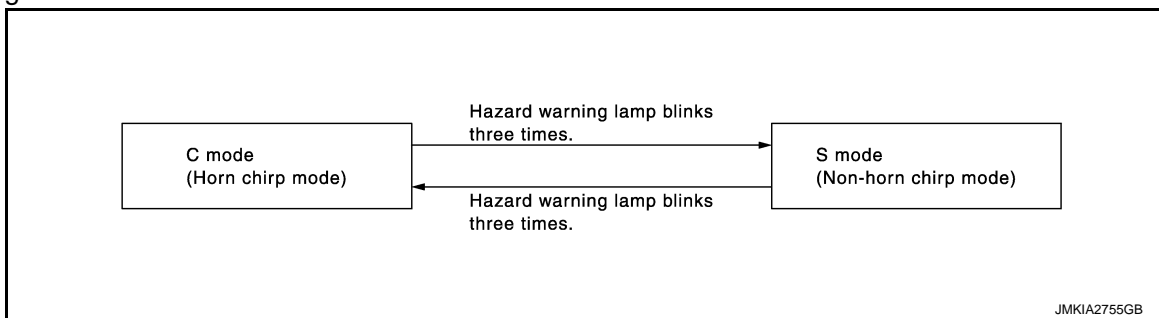 g
Hazard warning lamp blinks
three times.
C mode
(Horn chirp mode)
S mode
(Non-horn chirp mode)
Hazard warning lamp blinks
three times.
JMKIA2755GB